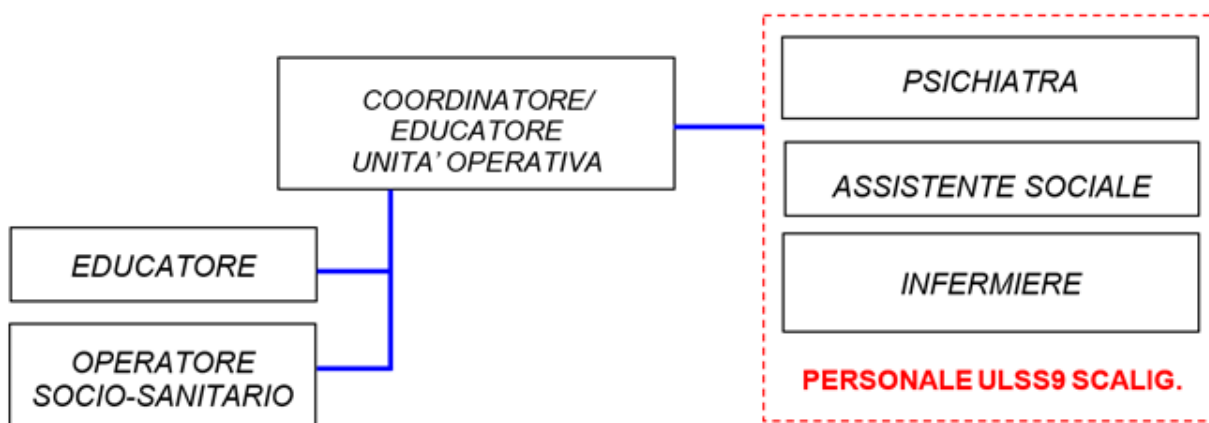 COORDINATORE/
EDUCATORE
UNITA’ OPERATIVA
EDUCATORE
OPERATORE
SOCIO-SANITARIO
PSICHIATRA
ASSISTENTE SOCIALE
INFERMIERE
PERSONALE ULSS9 SCALIG.